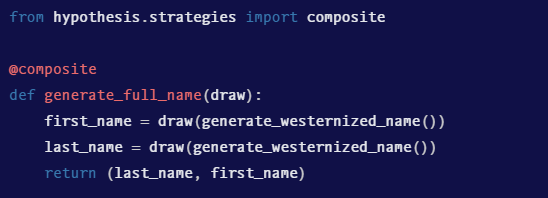 from hypothesis.strategies import composite

@composite
def generate_full_name(draw):
    first_name = draw(generate_westernized_name())
    last_name = draw(generate_westernized_name())
    return (last_name, first_name)